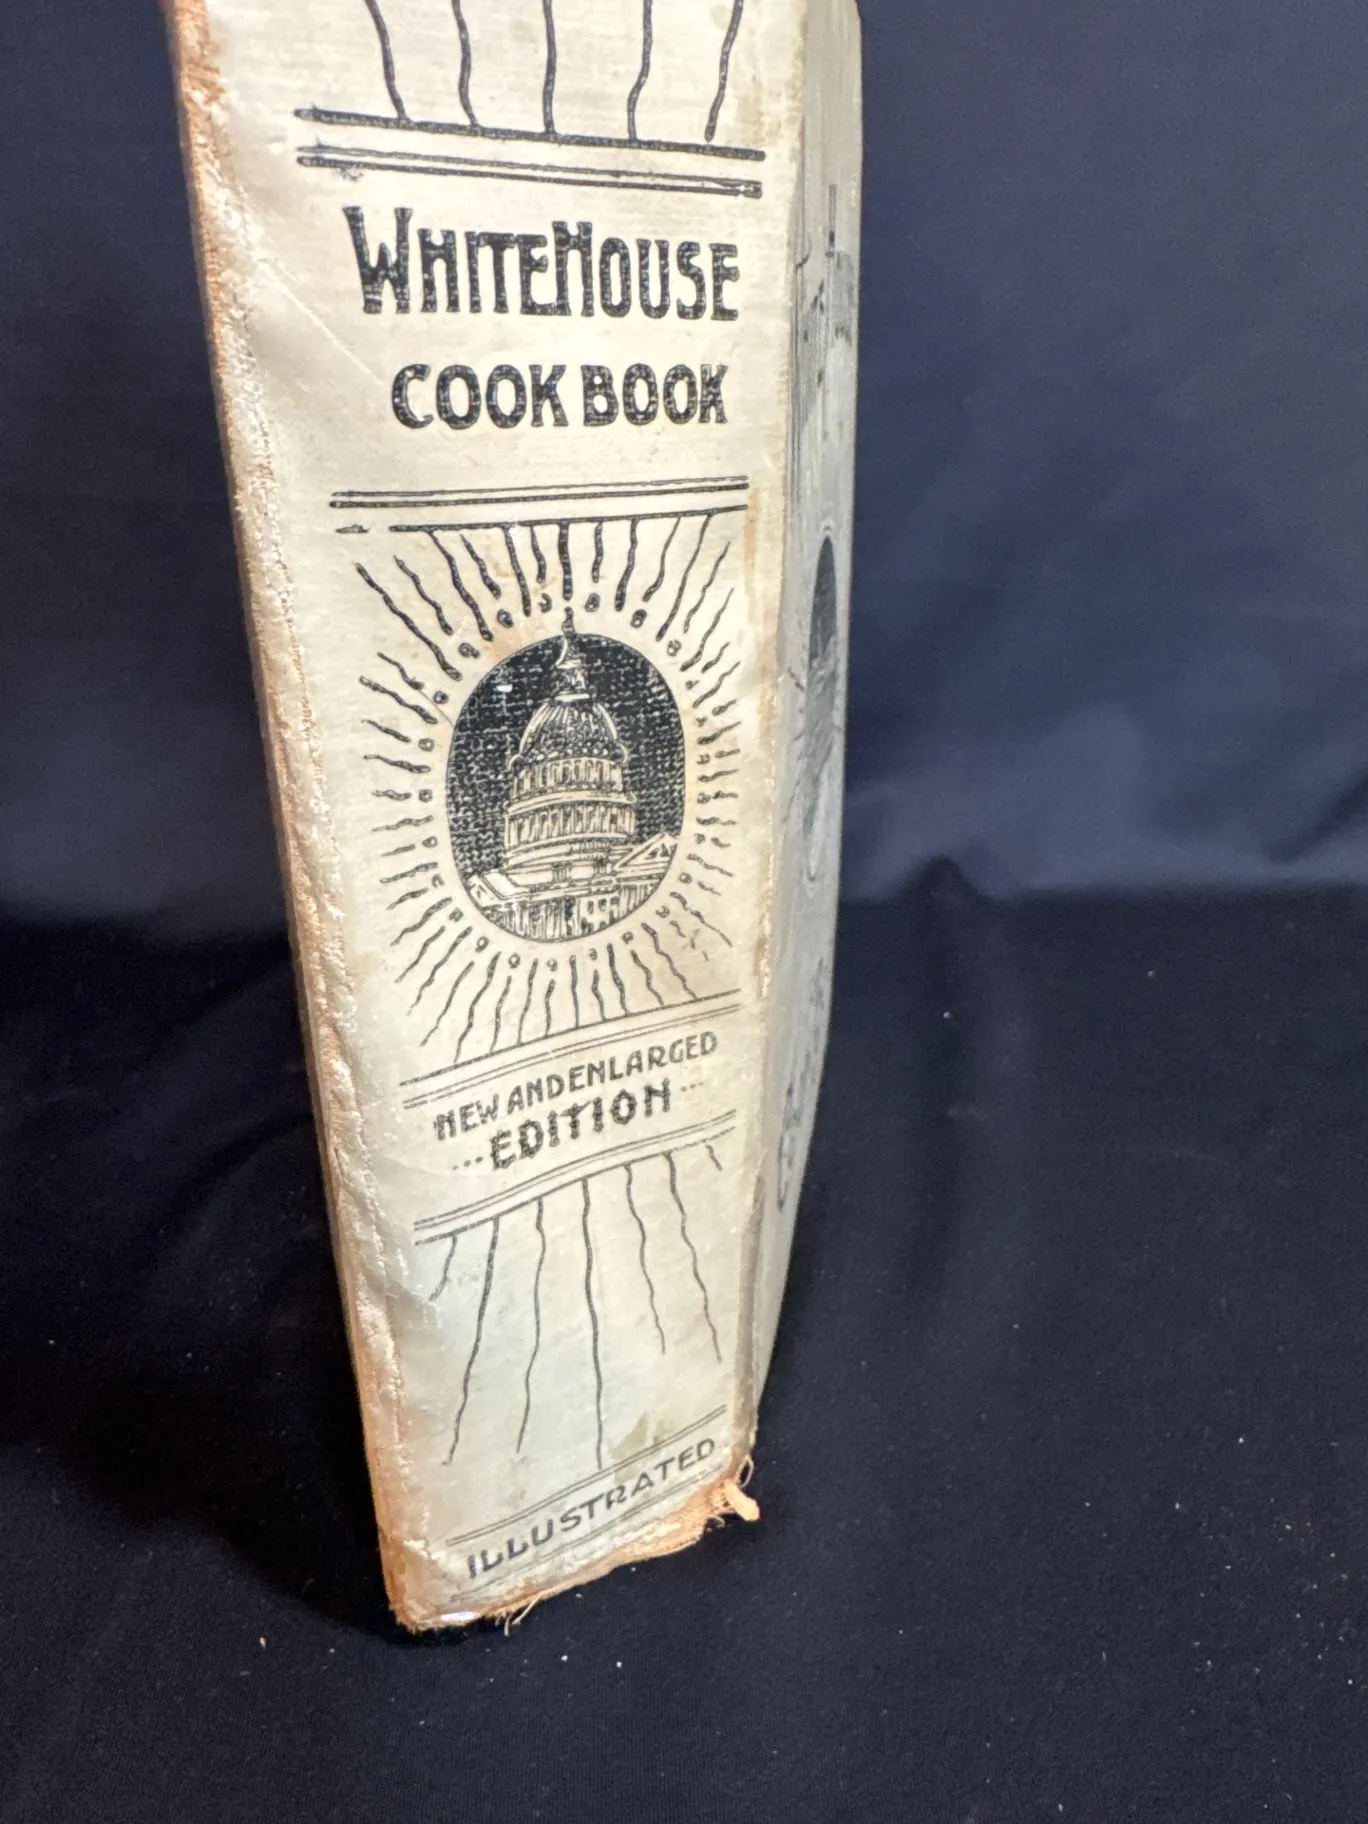 WHITEHOUSE
COOK BOOK
NEW AND ENLARGED
...EDITION...
ILLUSTRATED